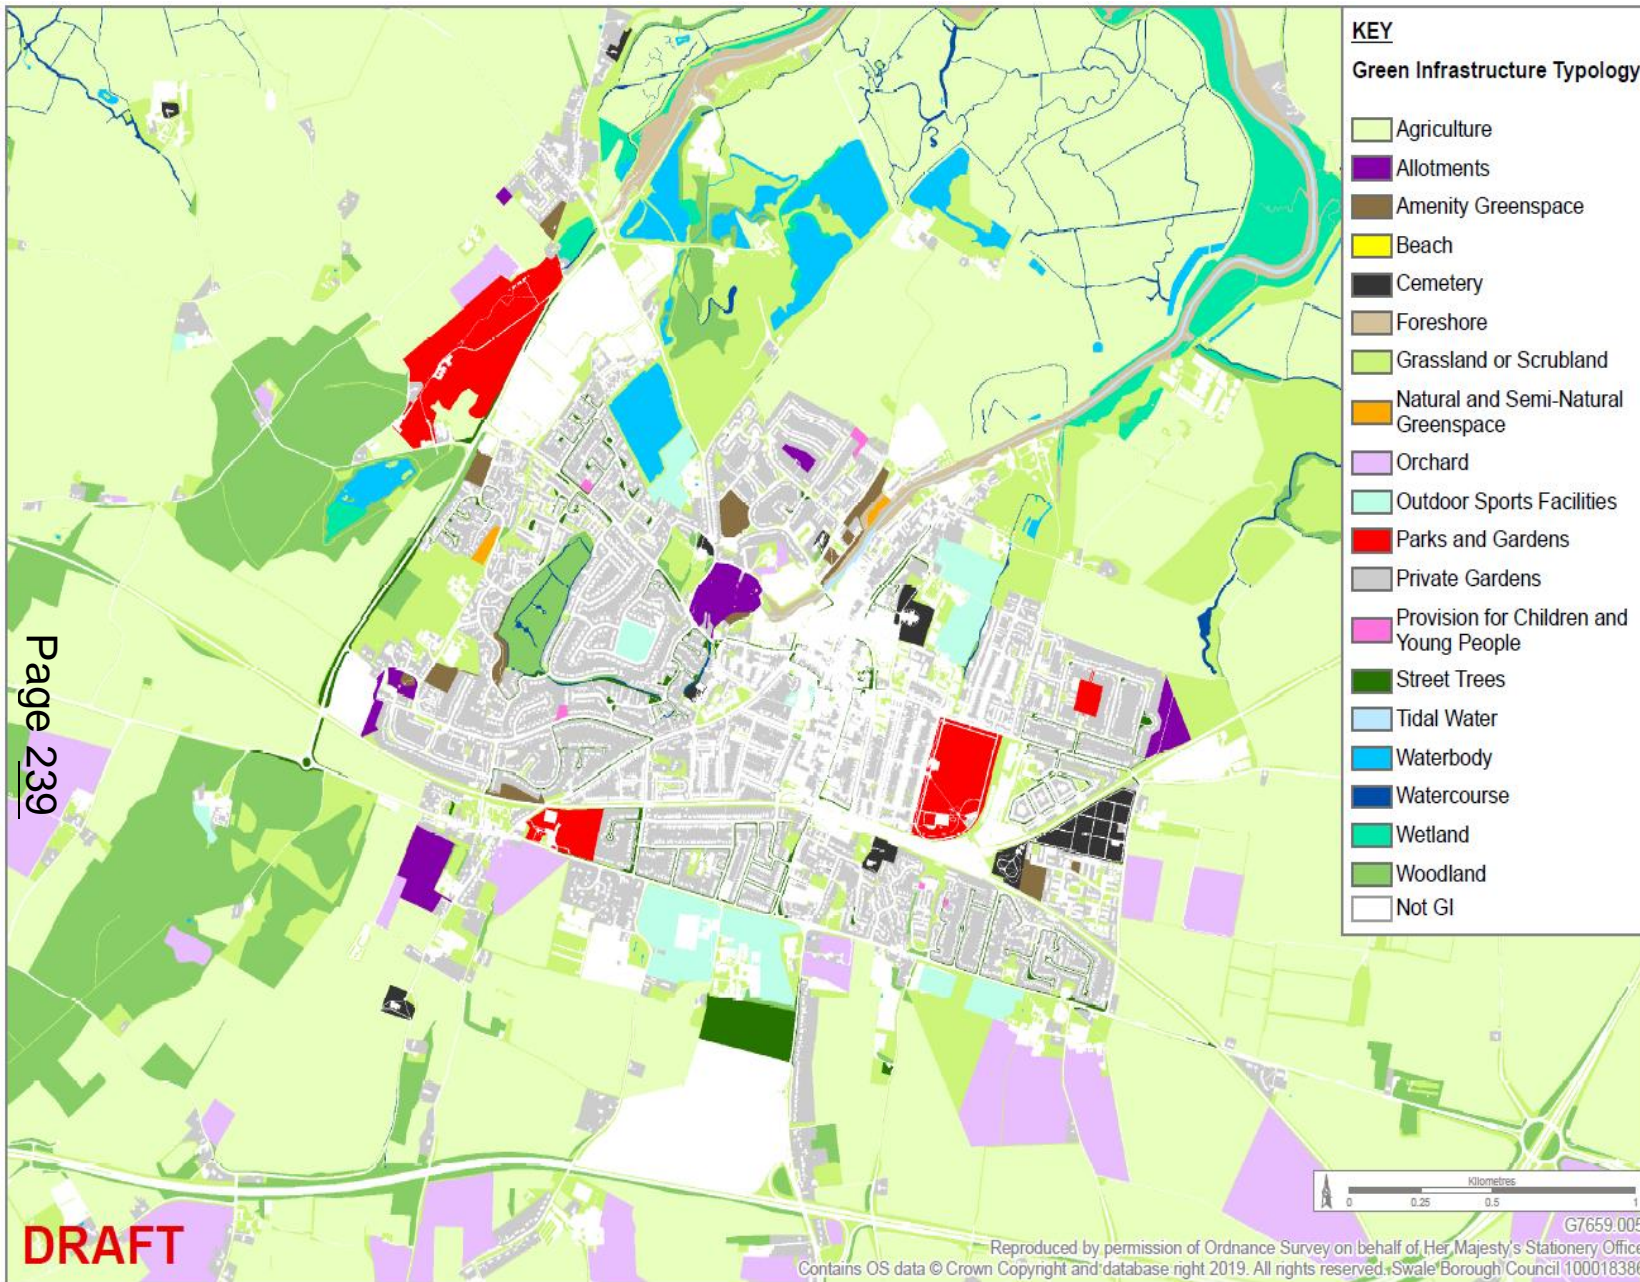 KEY
Green Infrastructure Typology
Agriculture
Allotments
Amenity Greenspace
Beach
Cemetery
Foreshore
Grassland or Scrubland
Natural and Semi-Natural
Greenspace
Orchard
Outdoor Sports Facilities
Parks and Gardens
Private Gardens
Provision for Children and
Young People
Street Trees
Tidal Water
Waterbody
Watercourse
Wetland
Woodland
Not GI
Page 239
Kilometres
0 0.25 0.5 1
G7659.005
DRAFT
Reproduced by permission of Ordnance Survey on behalf of Her Majesty's Stationery Office
Contains OS data © Crown Copyright and database right 2019. All rights reserved. Swale Borough Council 100018386